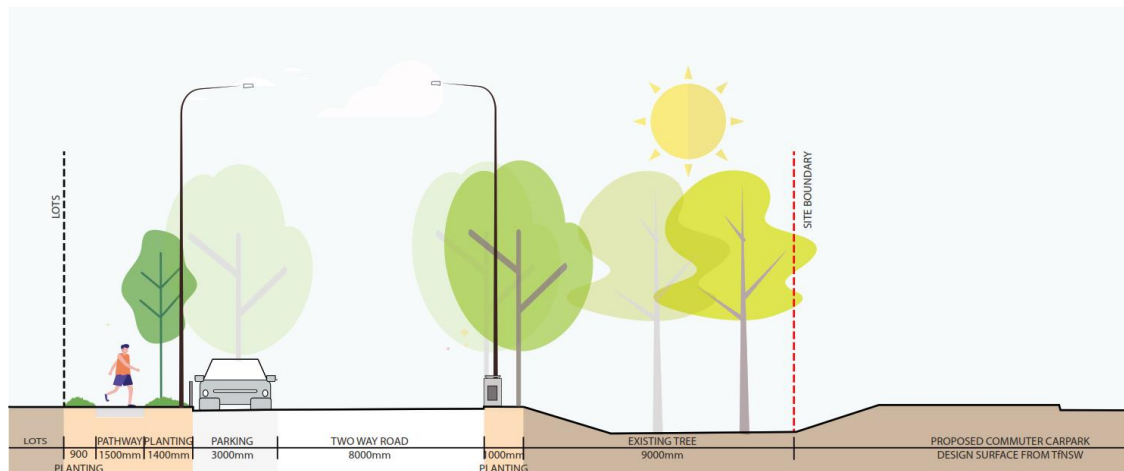 LOTS
SITE BOUNDARY
LOTS
900
PLANTING
PATHWAY
1500mm
PLANTING
1400mm
PARKING
3000mm
TWO WAY ROAD
8000mm
1000mm
PLANTING
EXISTING TREE
9000mm
PROPOSED COMMUTER CARPARK
DESIGN SURFACE FROM TfNSW